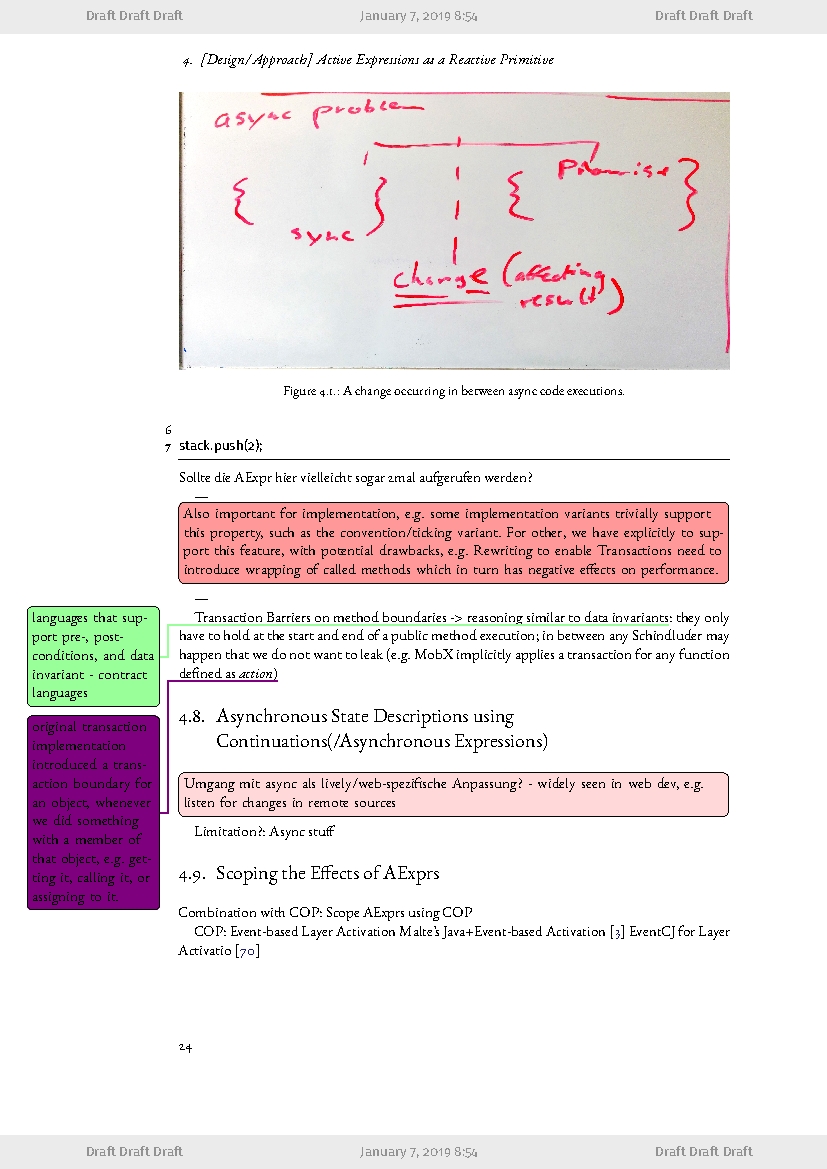 Draft Draft Draft January 7, 2019 8:54 Draft Draft Draft
4. [Design/Approach] Active Expressions as a Reactive Primitive
async problem
Promise
sync
change (affecting
result)
Figure 4.1.: A change occurring in between async code executions.
6
7 stack.push(2);
Sollte die AExpr hier vielleicht sogar 2mal aufgerufen werden?
—
Also important for implementation, e.g. some implementation variants trivially support
this property, such as the convention/ticking variant. For other, we have explicitly to sup-
port this feature, with potential drawbacks, e.g. Rewriting to enable Transactions need to
introduce wrapping of called methods which in turn has negative effects on performance.
—
Transaction Barriers on method boundaries -> reasoning similar to data invariants: they only
have to hold at the start and end of a public method execution; in between any Schindluder may
happen that we do not want to leak (e.g. MobX implicitly applies a transaction for any function
defined as action)
languages that sup-
port pre-, post-
conditions, and data
invariant - contract
languages
original transaction
implementation
introduced a trans-
action boundary for
an object, whenever
we did something
with a member of
that object, e.g. get-
ting it, calling it, or
assigning to it.
4.8. Asynchronous State Descriptions using
Continuations(/Asynchronous Expressions)
Umgang mit async als lively/web-spezifische Anpassung? - widely seen in web dev, e.g.
listen for changes in remote sources
Limitation?: Async stuff
4.9. Scoping the Effects of AExprs
Combination with COP: Scope AExprs using COP
COP: Event-based Layer Activation Malte's Java+Event-based Activation [3] EventCJ for Layer
Activatio [70]
24
Draft Draft Draft January 7, 2019 8:54 Draft Draft Draft